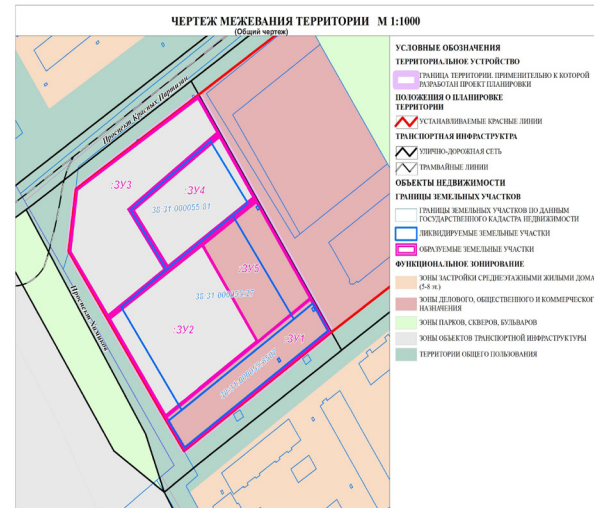 ЧЕРТЕЖ МЕЖЕВАНИЯ ТЕРРИТОРИИ М 1:1000
(Общий чертеж)
Проспект Красных Партизан
:ЗУ3
:ЗУ4
38:31:000055:81
:ЗУ5
:ЗУ2
:ЗУ1
Проспект
УСЛОВНЫЕ ОБОЗНАЧЕНИЯ
ТЕРРИТОРИАЛЬНОЕ УСТРОЙСТВО
ГРАНИЦА ТЕРРИТОРИИ, ПРИМЕНИТЕЛЬНО К КОТОРОЙ
РАЗРАБОТАН ПРОЕКТ ПЛАНИРОВКИ
ПОЛОЖЕНИЯ О ПЛАНИРОВКЕ
ТЕРРИТОРИИ
УСТАНАВЛИВАЕМЫЕ КРАСНЫЕ ЛИНИИ
ТРАНСПОРТНАЯ ИНФРАСТРУКТРА
УЛИЧНО-ДОРОЖНАЯ СЕТЬ
ТРАМВАЙНЫЕ ЛИНИИ
ОБЪЕКТЫ НЕДВИЖИМОСТИ
ГРАНИЦЫ ЗЕМЕЛЬНЫХ УЧАСТКОВ
ГРАНИЦЫ ЗЕМЕЛЬНЫХ УЧАСТКОВ ПО ДАННЫМ
ГОСУДАРСТВЕННОГО КАДАСТРА НЕДВИЖИМОСТИ
ЛИКВИДИРУЕМЫЕ ЗЕМЕЛЬНЫЕ УЧАСТКИ
ОБРАЗУЕМЫЕ ЗЕМЕЛЬНЫЕ УЧАСТКИ
ФУНКЦИОНАЛЬНОЕ ЗОНИРОВАНИЕ
ЗОНЫ ЗАСТРОЙКИ СРЕДНЕЭТАЖНЫМИ ЖИЛЫМИ ДОМА
(5-8 эт.)
ЗОНЫ ДЕЛОВОГО, ОБЩЕСТВЕННОГО И КОММЕРЧЕСКОГ
НАЗНАЧЕНИЯ
ЗОНЫ ПАРКОВ, СКВЕРОВ, БУЛЬВАРОВ
ЗОНЫ ОБЪЕКТОВ ТРАНСПОРТНОЙ ИНФРАСТРУКТУРЫ
ТЕРРИТОРИИ ОБЩЕГО ПОЛЬЗОВАНИЯ